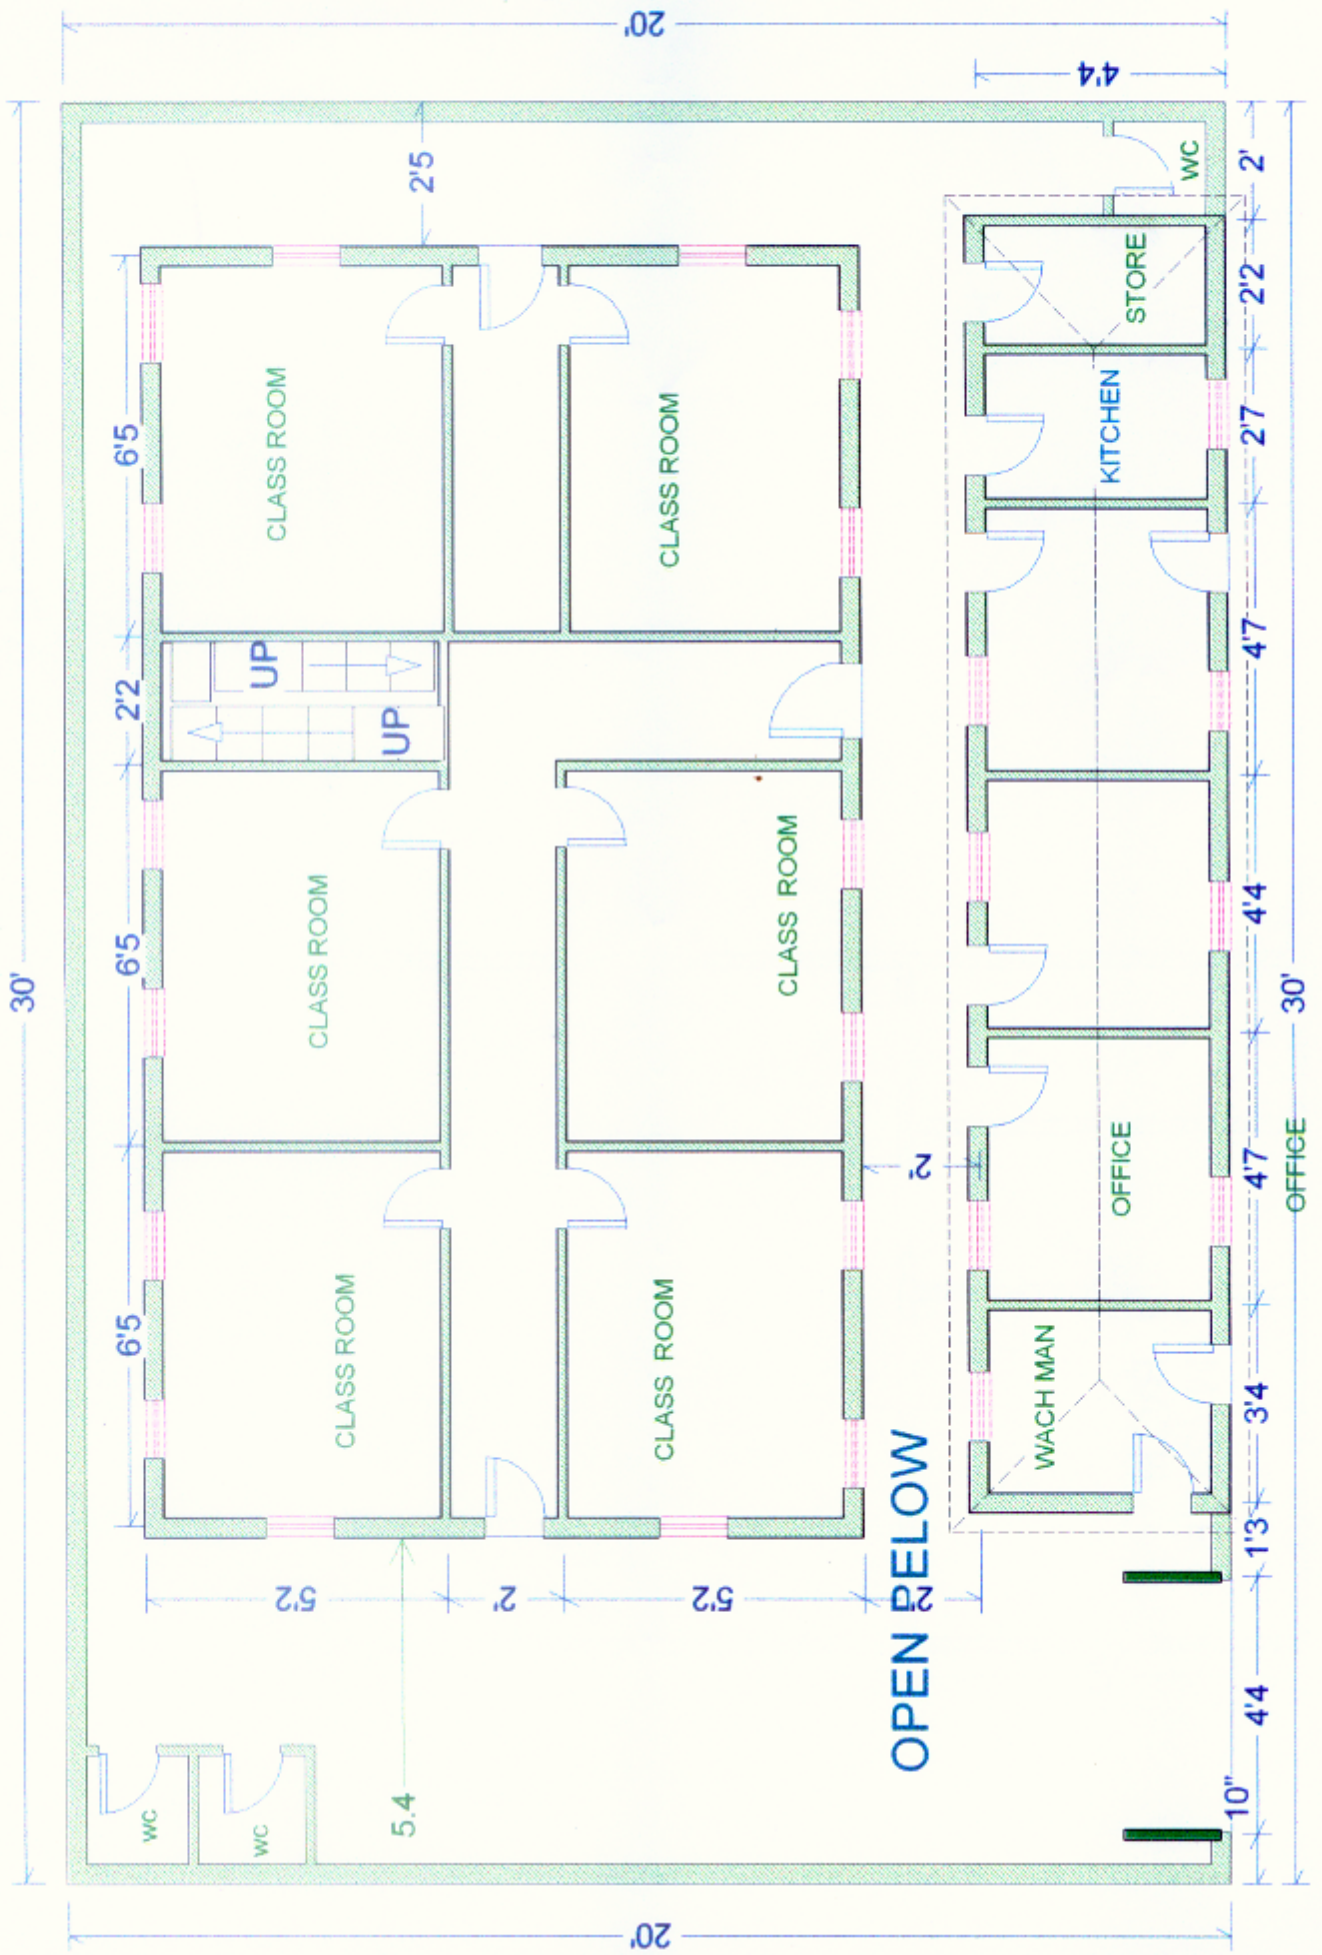 20'
4'4
30'
2'5
WC
2'
STORE
2'2
6'5
CLASS ROOM
CLASS ROOM
KITCHEN
2'7
UP
UP
2'2
4'7
6'5
CLASS ROOM
CLASS ROOM
4'4
30'
2'
OFFICE
4'7
OFFICE
6'5
CLASS ROOM
CLASS ROOM
WACH MAN
3'4
1'3
5'2
2'
5'2
2'
OPEN PELOW
4'4
10"
WC
WC
5.4
20'